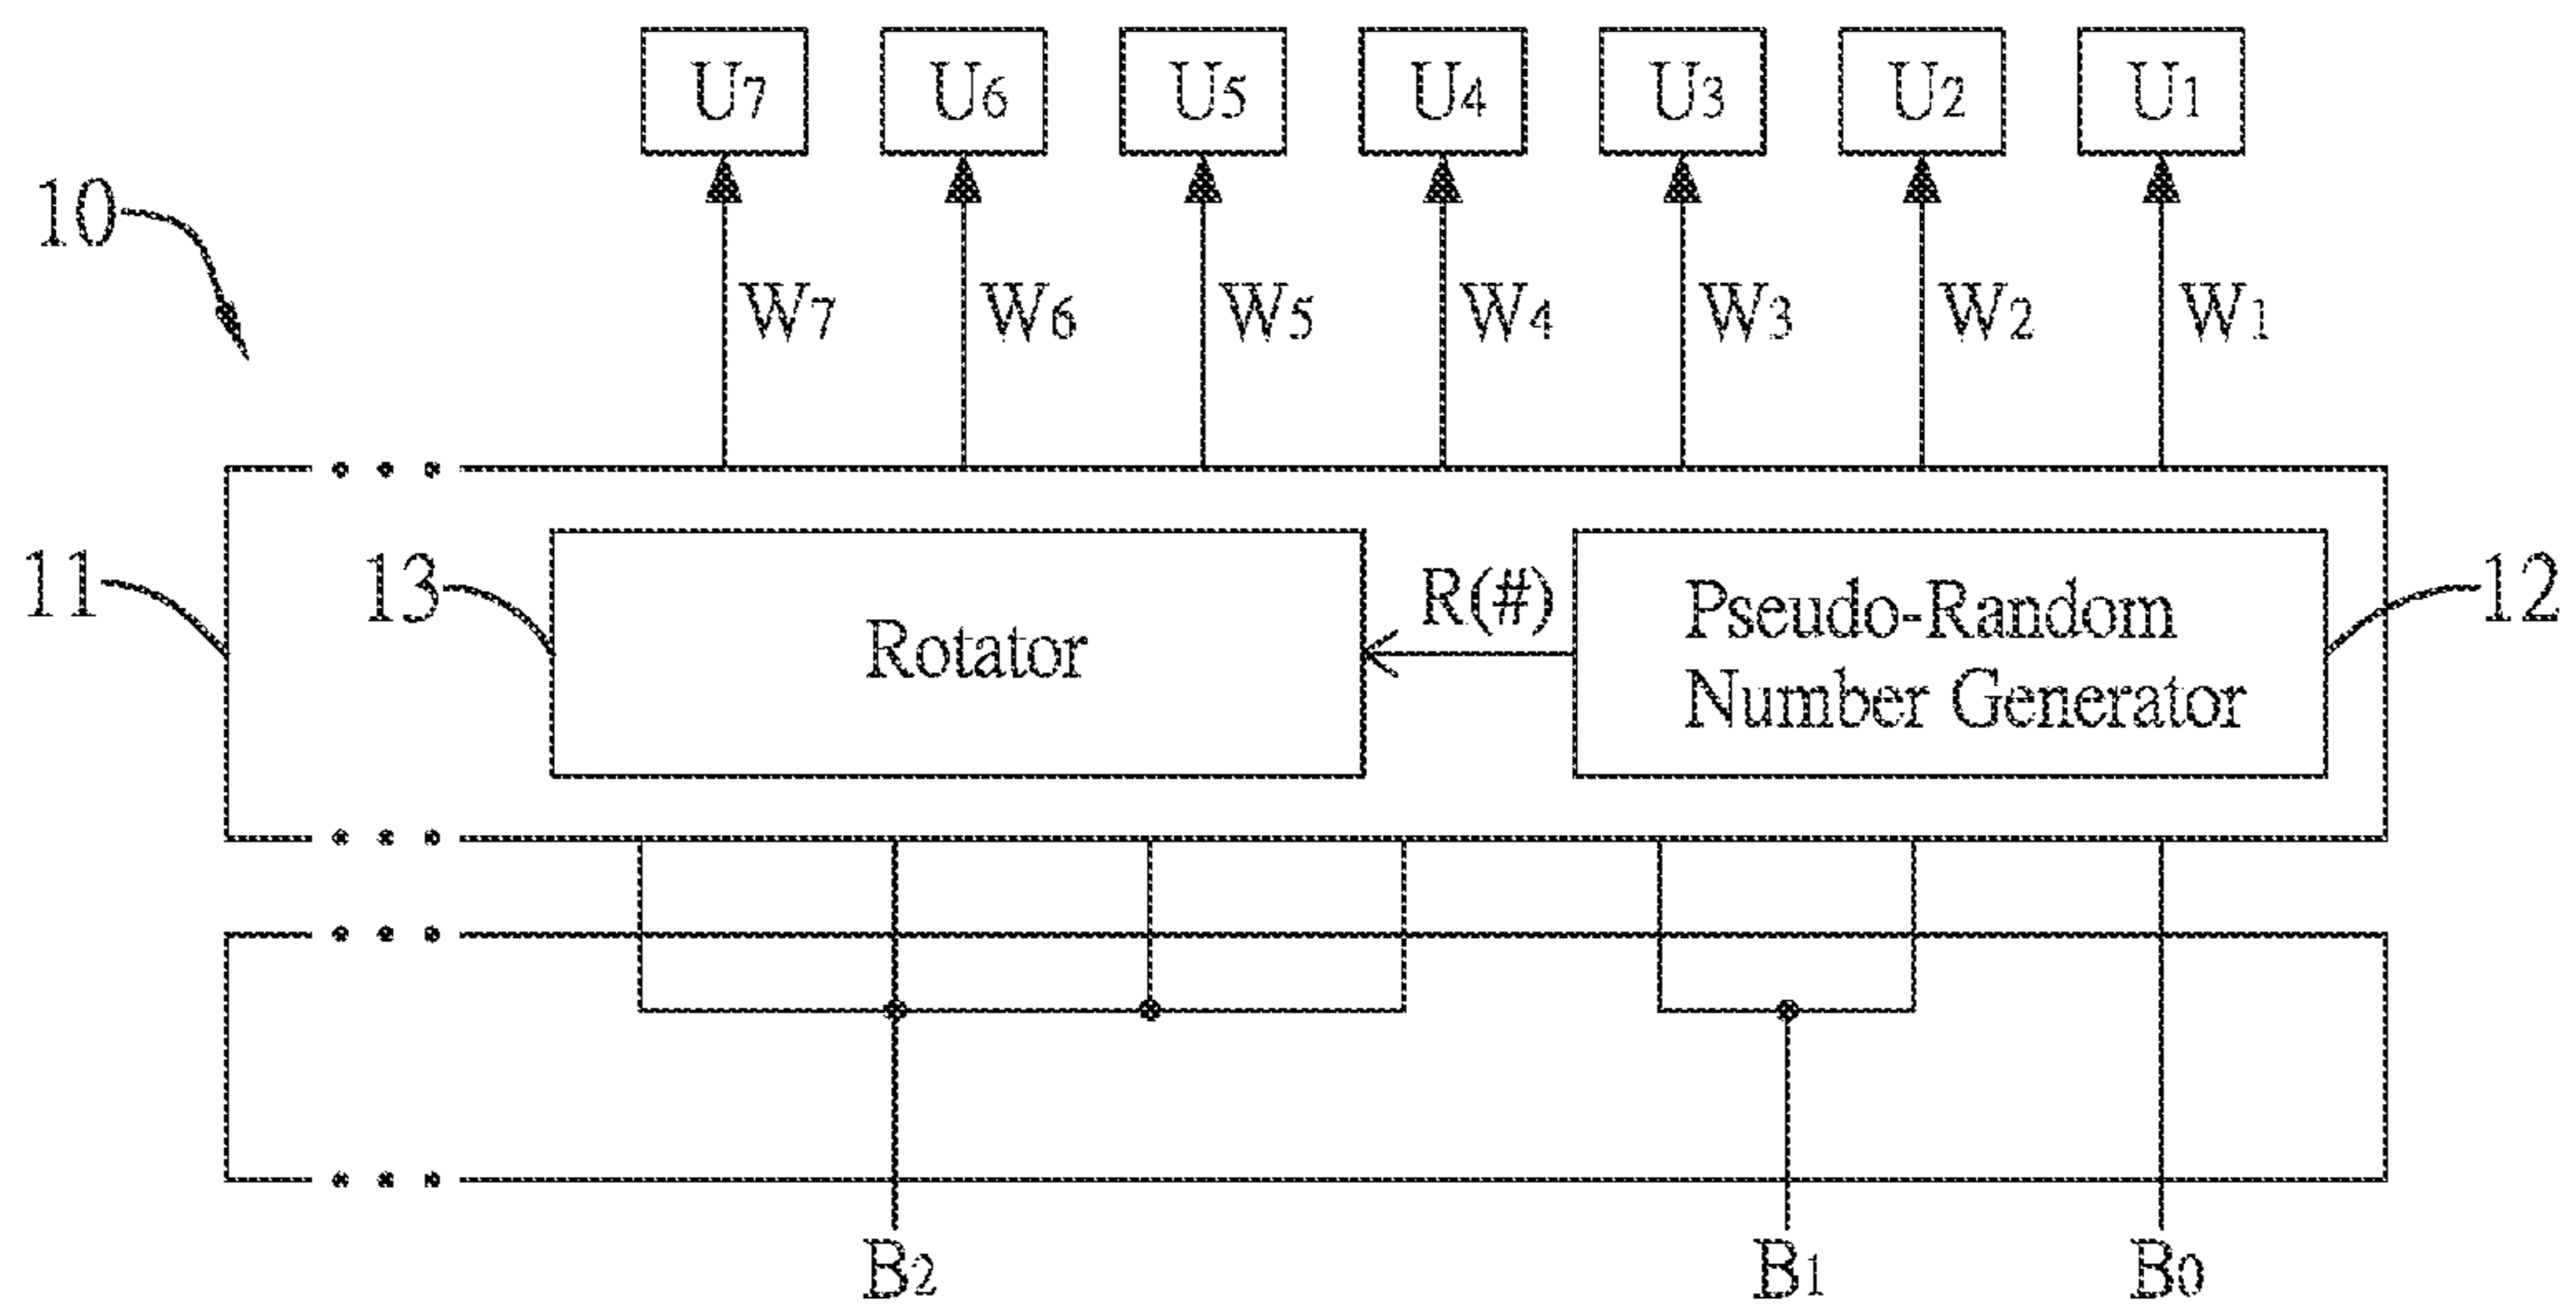 U7 U6 U5 U4 U3 U2 U1
10
W7 W6 W5 W4 W3 W2 W1
11
13
Rotator
R(#)
Pseudo-Random
Number Generator
12
B2 B1 B0